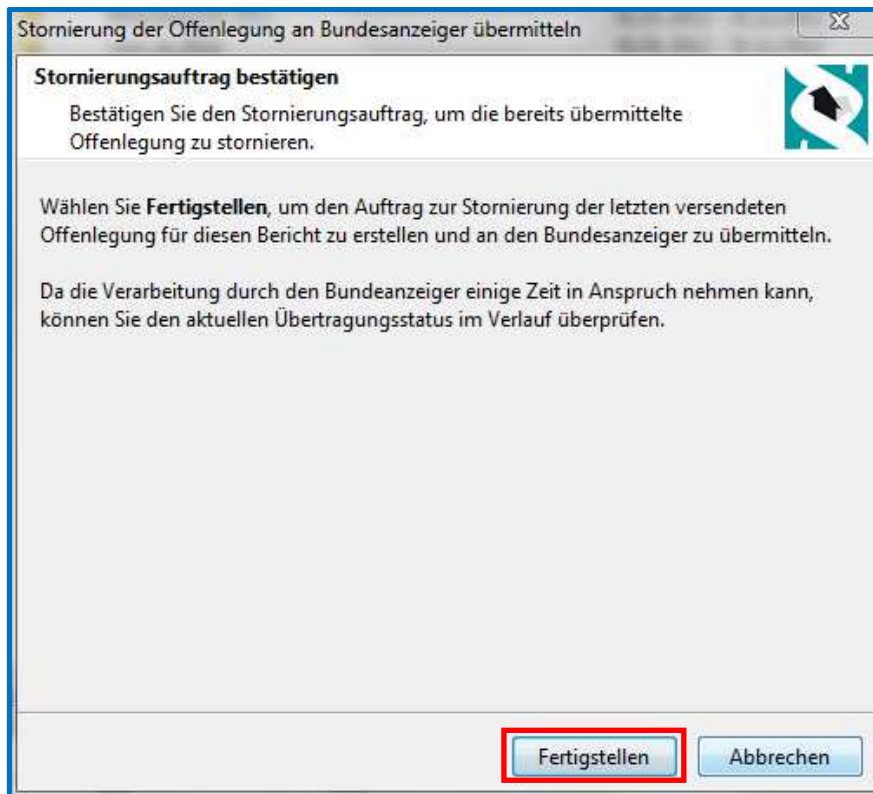 Stornierung der Offenlegung an Bundesanzeiger übermitteln
Stornierungsauftrag bestätigen
Bestätigen Sie den Stornierungsauftrag, um die bereits übermittelte
Offenlegung zu stornieren.
Wählen Sie Fertigstellen, um den Auftrag zur Stornierung der letzten versendeten
Offenlegung für diesen Bericht zu erstellen und an den Bundesanzeiger zu übermitteln.
Da die Verarbeitung durch den Bundeanzeiger einige Zeit in Anspruch nehmen kann,
können Sie den aktuellen Übertragungsstatus im Verlauf überprüfen.
Fertigstellen Abbrechen